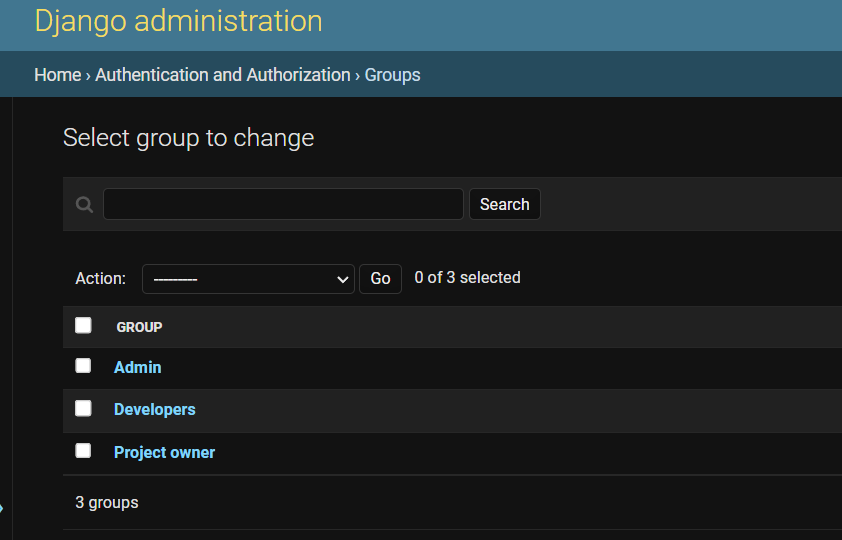 Django administration
Home › Authentication and Authorization › Groups
Select group to change
Search
Action: --------- Go 0 of 3 selected
GROUP
Admin
Developers
Project owner
3 groups